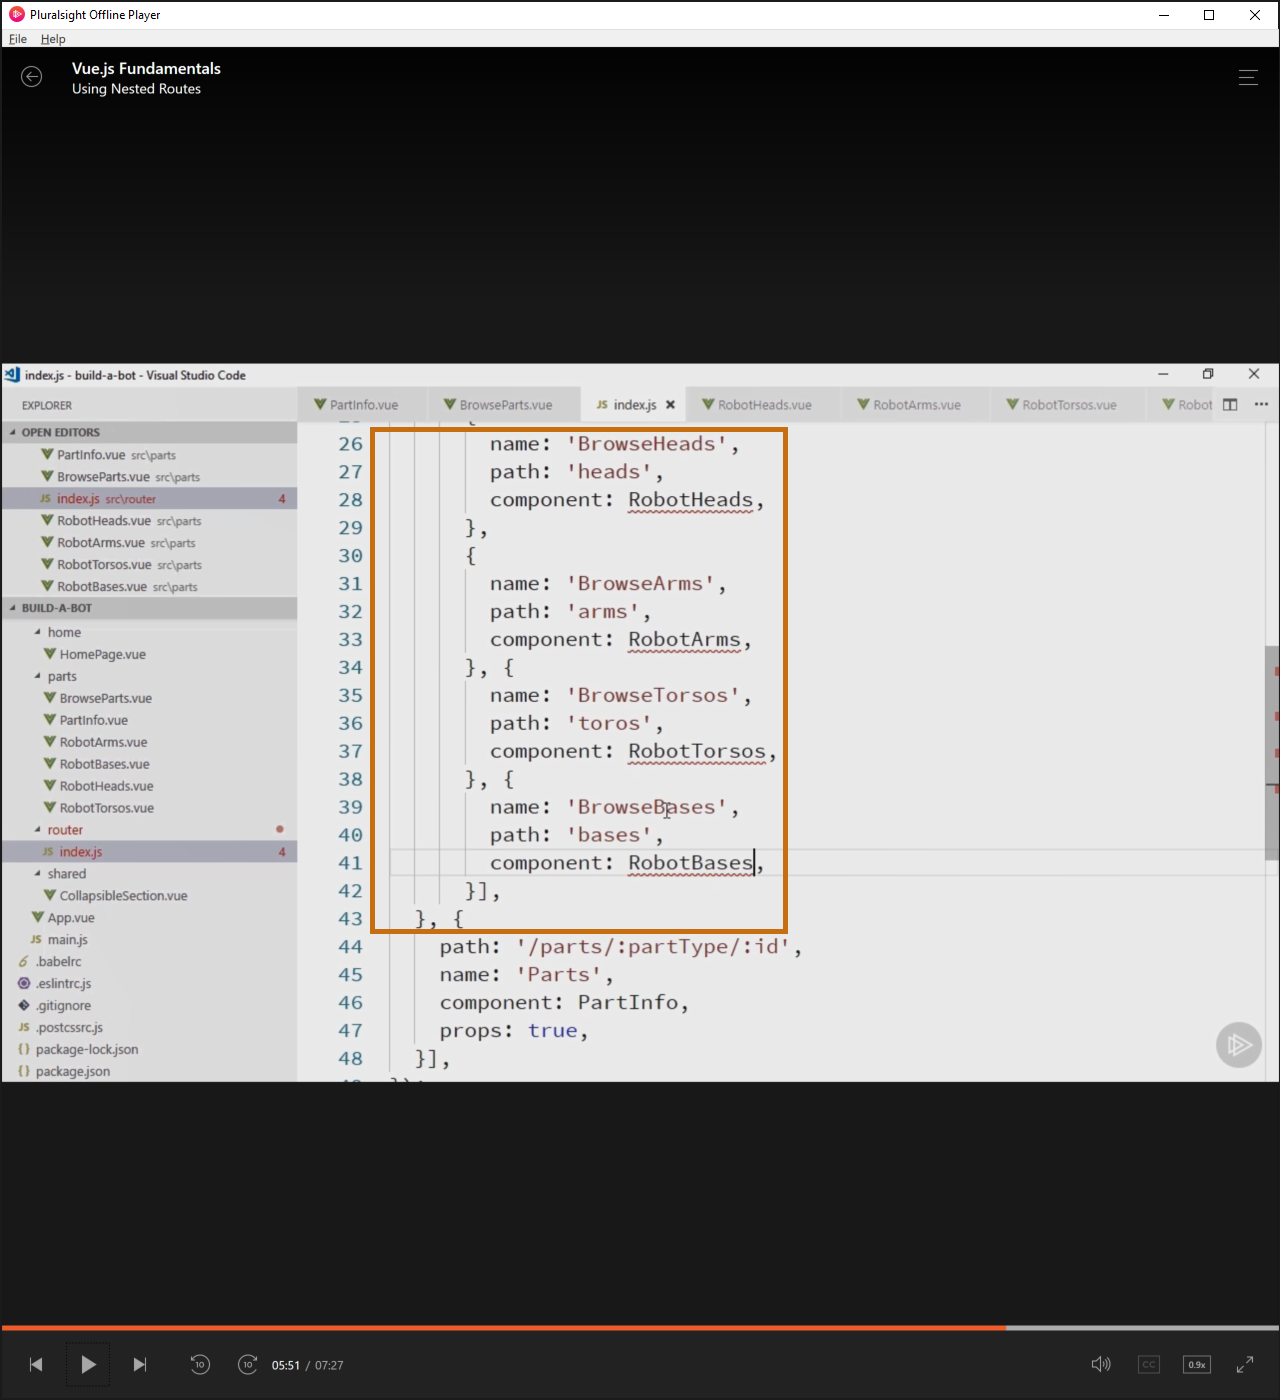 Pluralsight Offline Player
File Help
Vue.js Fundamentals
Using Nested Routes
index.js - build-a-bot - Visual Studio Code
EXPLORER
OPEN EDITORS
PartInfo.vue src\parts
BrowseParts.vue src\parts
JS index.js src\router 4
RobotHeads.vue src\parts
RobotArms.vue src\parts
RobotTorsos.vue src\parts
RobotBases.vue src\parts
BUILD-A-BOT
home
HomePage.vue
parts
BrowseParts.vue
PartInfo.vue
RobotArms.vue
RobotBases.vue
RobotHeads.vue
RobotTorsos.vue
router
JS index.js 4
shared
CollapsibleSection.vue
App.vue
JS main.js
.babelrc
.eslintrc.js
.gitignore
JS .postcssrc.js
{} package-lock.json
{} package.json
PartInfo.vue BrowseParts.vue JS index.js RobotHeads.vue RobotArms.vue RobotTorsos.vue Robot
26 name: 'BrowseHeads',
27 path: 'heads',
28 component: RobotHeads,
29 },
30 {
31 name: 'BrowseArms',
32 path: 'arms',
33 component: RobotArms,
34 }, {
35 name: 'BrowseTorsos',
36 path: 'toros',
37 component: RobotTorsos,
38 }, {
39 name: 'BrowseBases',
40 path: 'bases',
41 component: RobotBases,
42 }],
43 }, {
44 path: '/parts/:partType/:id',
45 name: 'Parts',
46 component: PartInfo,
47 props: true,
48 }],
10 10 05:51 / 07:27 CC 0.9x